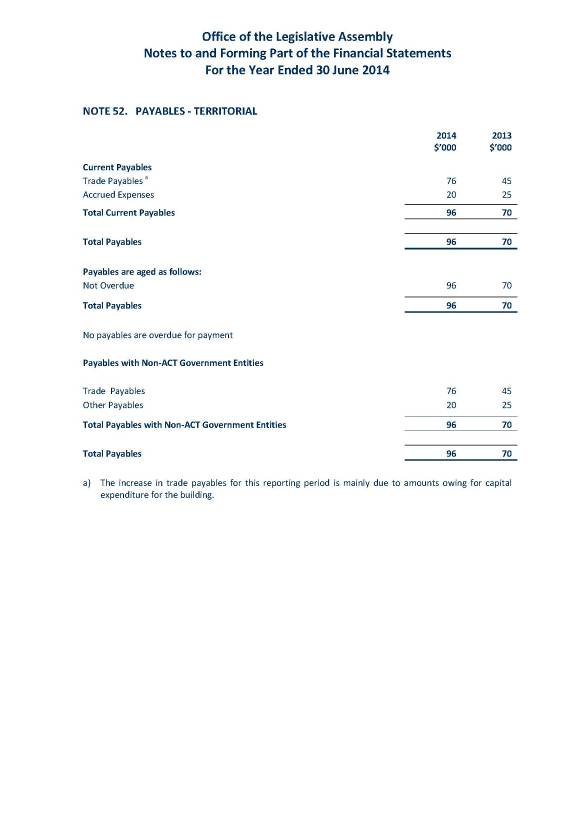 Office of the Legislative Assembly
Notes to and Forming Part of the Financial Statements
For the Year Ended 30 June 2014
NOTE 52. PAYABLES - TERRITORIAL
2014 2013
$'000 $'000
Current Payables
Trade Payables a 76 45
Accrued Expenses 20 25
Total Current Payables 96 70
Total Payables 96 70
Payables are aged as follows:
Not Overdue 96 70
Total Payables 96 70
No payables are overdue for payment
Payables with Non-ACT Government Entities
Trade Payables 76 45
Other Payables 20 25
Total Payables with Non-ACT Government Entities 96 70
Total Payables 96 70
a) The increase in trade payables for this reporting period is mainly due to amounts owing for capital
expenditure for the building.